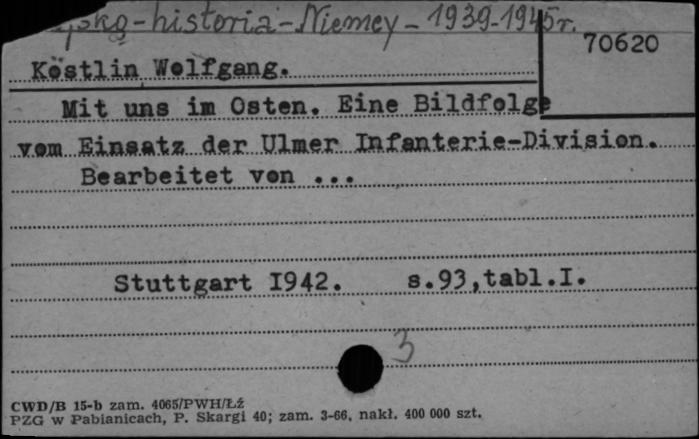 -historia-Niemcy-1939-1945r.
70620
Köstlin Wolfgang.
Mit uns im Osten. Eine Bildfolge
vom Einsatz der Ulmer Infanterie-Division.
Bearbeitet von ...
Stuttgart I942. s.93,tabl.I.
3
CWD/B 15-b zam. 4065/PWH/Łź
PZG w Pabianicach, P. Skargi 40; zam. 3-66, nakł. 400 000 szt.